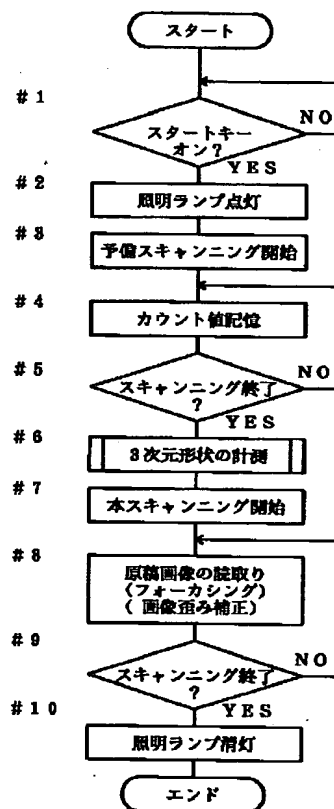 スタート
#1
NO
スタートキー
オン?
YES
#2
照明ランプ点灯
#3
予備スキャンニング開始
#4
カウント値記憶
#5
NO
スキャンニング終了
?
YES
#6
3次元形状の計測
#7
本スキャンニング開始
#8
原稿画像の読取り
(フォーカシング)
(画像歪み補正)
#9
NO
スキャンニング終了
?
YES
#10
照明ランプ消灯
エンド